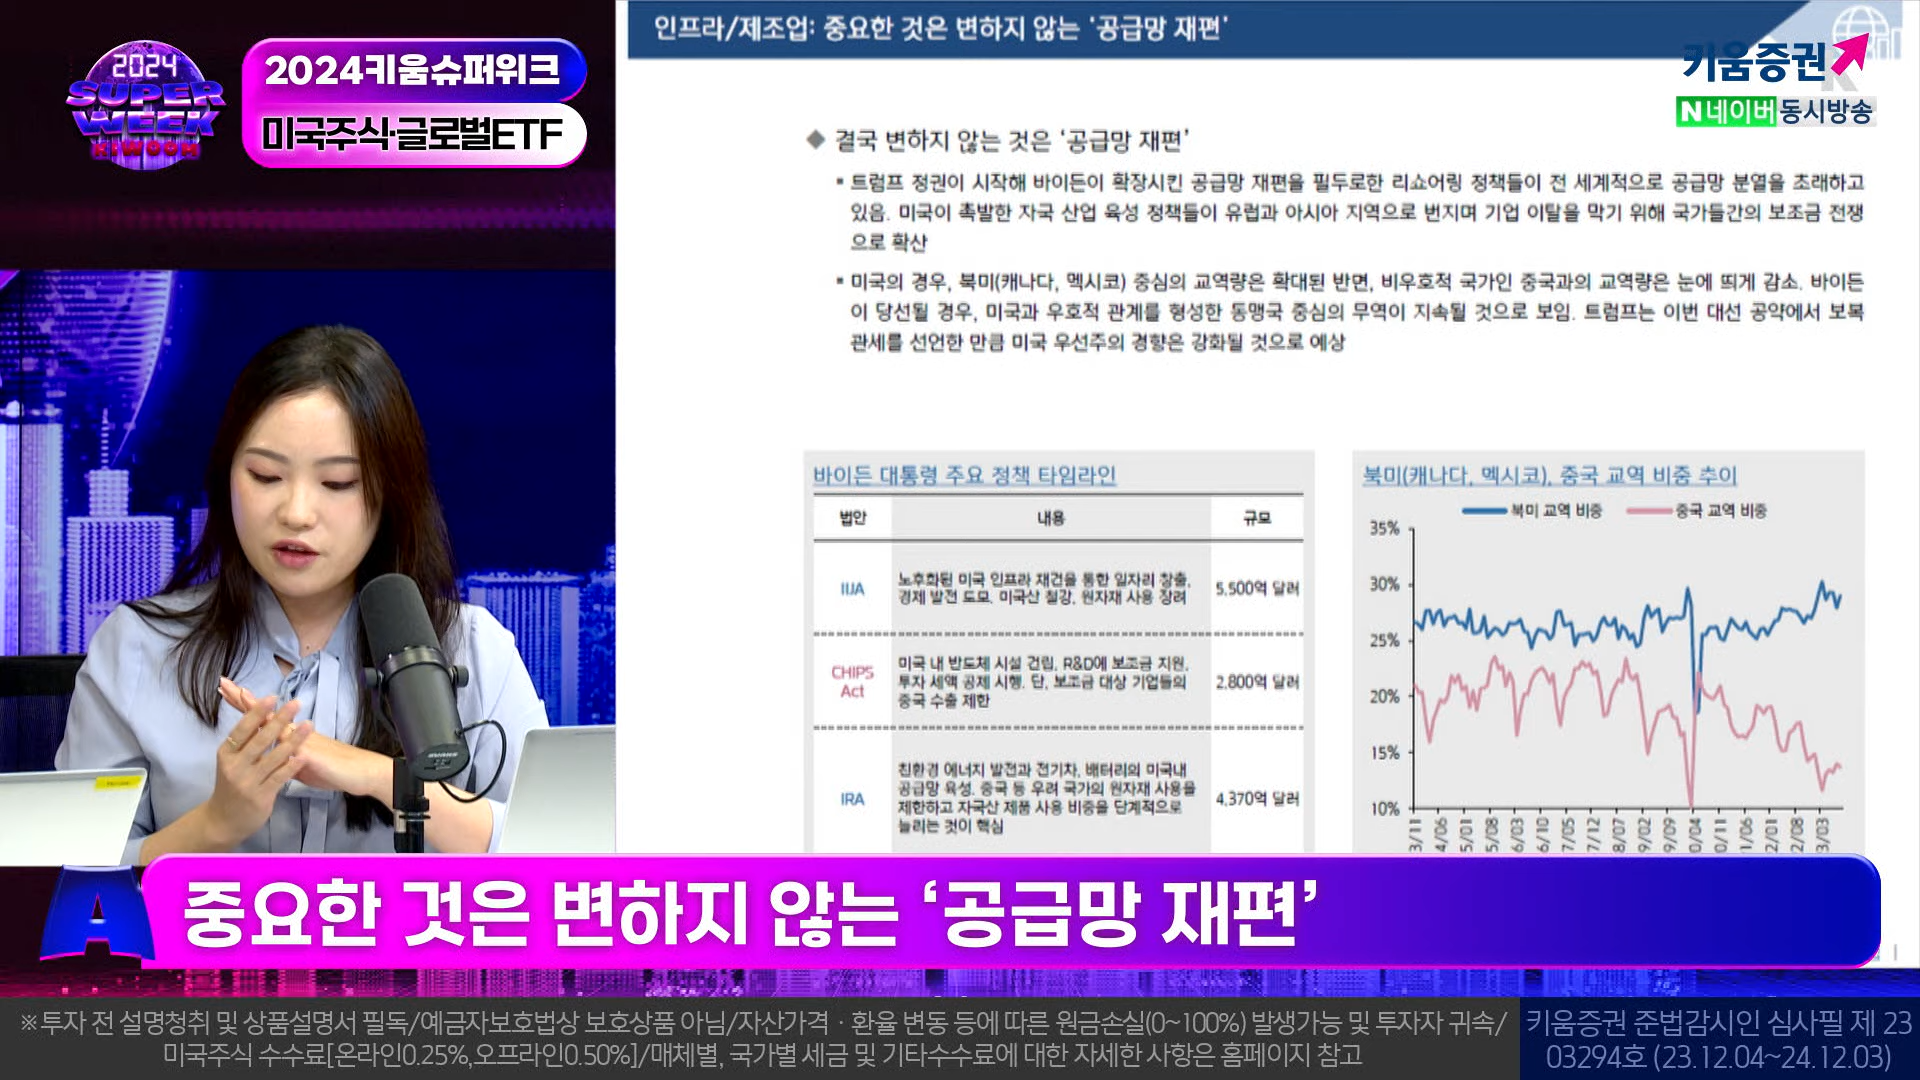 2024
SUPER
WEEK
KIWOOM
2024키움슈퍼위크
미국주식·글로벌ETF
인프라/제조업: 중요한 것은 변하지 않는 ‘공급망 재편’
키움증권
N 네이버 동시방송
◆ 결국 변하지 않는 것은 ‘공급망 재편’
▪ 트럼프 정권이 시작해 바이든이 확장시킨 공급망 재편을 필두로한 리쇼어링 정책들이 전 세계적으로 공급망 분열을 초래하고
있음. 미국이 촉발한 자국 산업 육성 정책들이 유럽과 아시아 지역으로 번지며 기업 이탈을 막기 위해 국가들간의 보조금 전쟁
으로 확산
▪ 미국의 경우, 북미(캐나다, 멕시코) 중심의 교역량은 확대된 반면, 비우호적 국가인 중국과의 교역량은 눈에 띄게 감소. 바이든
이 당선될 경우, 미국과 우호적 관계를 형성한 동맹국 중심의 무역이 지속될 것으로 보임. 트럼프는 이번 대선 공약에서 보복
관세를 선언한 만큼 미국 우선주의 경향은 강화될 것으로 예상
바이든 대통령 주요 정책 타임라인
법안 내용 규모
IIJA
노후화된 미국 인프라 재건을 통한 일자리 창출,
경제 발전 도모. 미국산 철강, 원자재 사용 장려
5,500억 달러
CHIPS
Act
미국 내 반도체 시설 건립, R&D에 보조금 지원,
투자 세액 공제 시행. 단, 보조금 대상 기업들의
중국 수출 제한
2,800억 달러
IRA
친환경 에너지 발전과 전기차, 배터리의 미국내
공급망 육성. 중국 등 우려 국가의 원자재 사용을
제한하고 자국산 제품 사용 비중을 단계적으로
늘리는 것이 핵심
4,370억 달러
북미(캐나다, 멕시코), 중국 교역 비중 추이
북미 교역 비중 중국 교역 비중
35%
30%
25%
20%
15%
10%
3/11 4/06 5/01 5/08 6/03 6/10 7/05 7/12 8/07 9/02 9/09 0/04 0/11 1/06 2/01 2/08 3/03
A
중요한 것은 변하지 않는 ‘공급망 재편’
※투자 전 설명청취 및 상품설명서 필독/예금자보호법상 보호상품 아님/자산가격 · 환율 변동 등에 따른 원금손실(0~100%) 발생가능 및 투자자 귀속/
미국주식 수수료[온라인0.25%,오프라인0.50%]/매체별, 국가별 세금 및 기타수수료에 대한 자세한 사항은 홈페이지 참고
키움증권 준법감시인 심사필 제 23
03294호 (23.12.04~24.12.03)